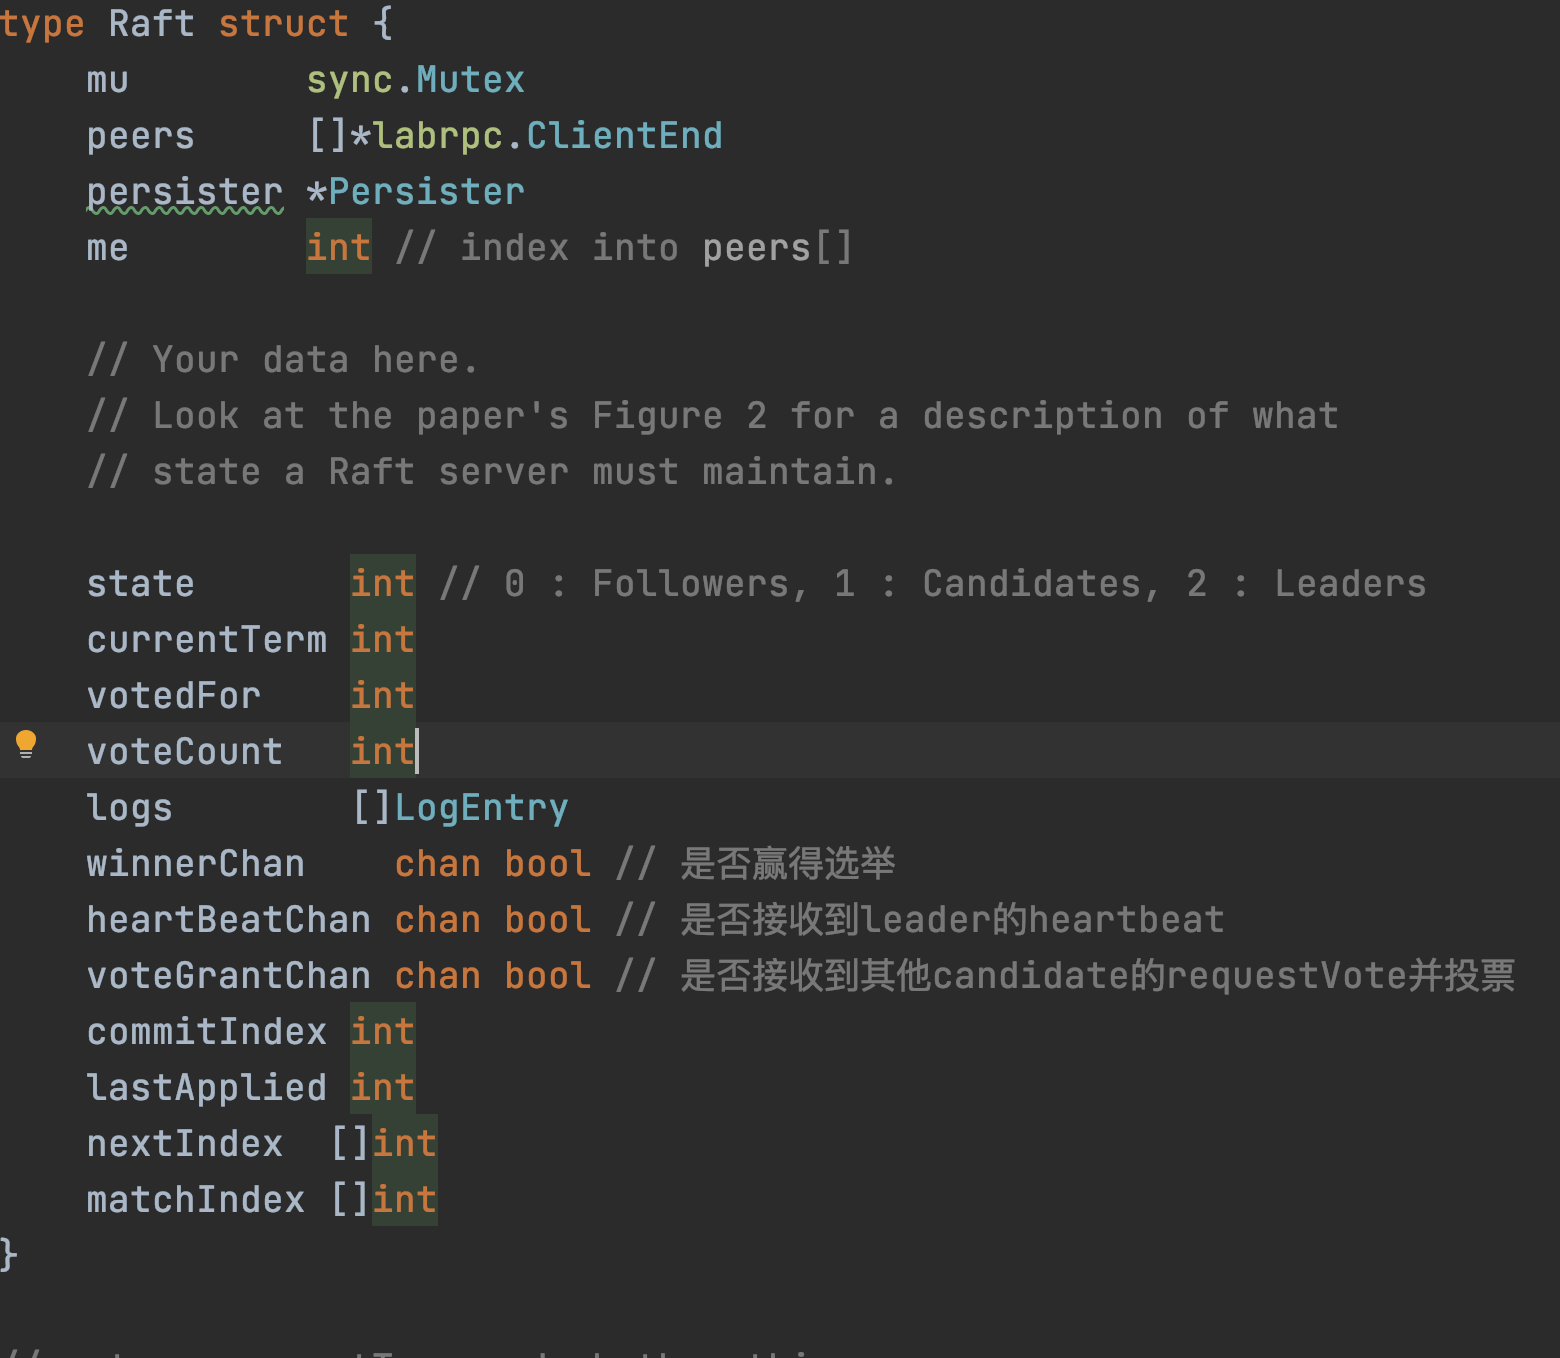 type Raft struct {
    mu        sync.Mutex
    peers     []*labrpc.ClientEnd
    persister *Persister
    me        int // index into peers[]
    // Your data here.
    // Look at the paper's Figure 2 for a description of what
    // state a Raft server must maintain.
    state       int // 0 : Followers, 1 : Candidates, 2 : Leaders
    currentTerm int
    votedFor    int
    voteCount   int
    logs        []LogEntry
    winnerChan    chan bool // 是否赢得选举
    heartBeatChan chan bool // 是否接收到leader的heartbeat
    voteGrantChan chan bool // 是否接收到其他candidate的requestVote并投票
    commitIndex int
    lastApplied int
    nextIndex  []int
    matchIndex []int
}